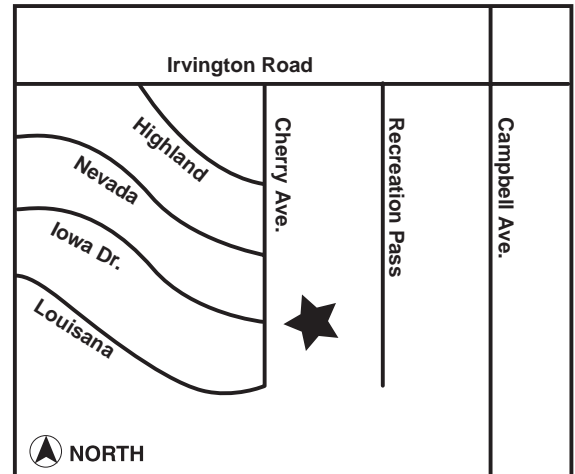 Irvington Road
Highland
Cherry Ave.
Recreation Pass
Campbell Ave.
Nevada
Iowa Dr.
Louisana
NORTH